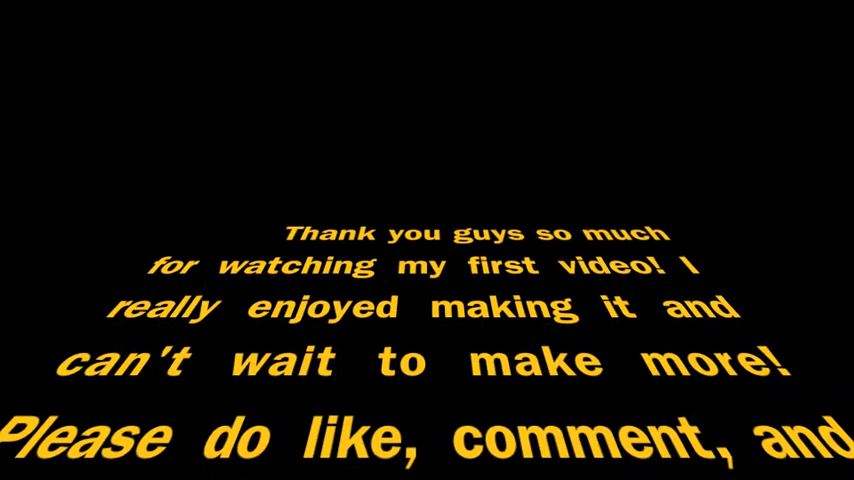 Thank you guys so much
for watching my first video! I
really enjoyed making it and
can't wait to make more!
Please do like, comment, and